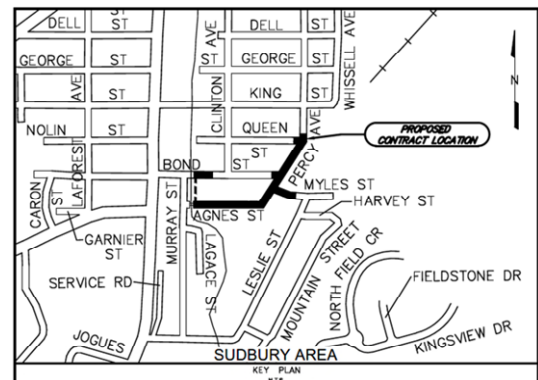 DELL ST
DELL ST
GEORGE ST
ST GEORGE ST
AVE
AVE
WHISSELL AVE
CLINTON
ST
KING ST
NOLIN ST
QUEEN ST
PROPOSED
CONTRACT LOCATION
N
LAFOREST
BOND ST
PERCY AVE
CARON ST
MYLES ST
AGNES ST
HARVEY ST
GARNIER
ST
MURRAY ST
LAGACE ST
LESLIE ST
MOUNTAIN STREET
NORTH FIELD CR
FIELDSTONE DR
SERVICE RD
JOGUES
KINGSVIEW DR
SUDBURY AREA
KEY PLAN